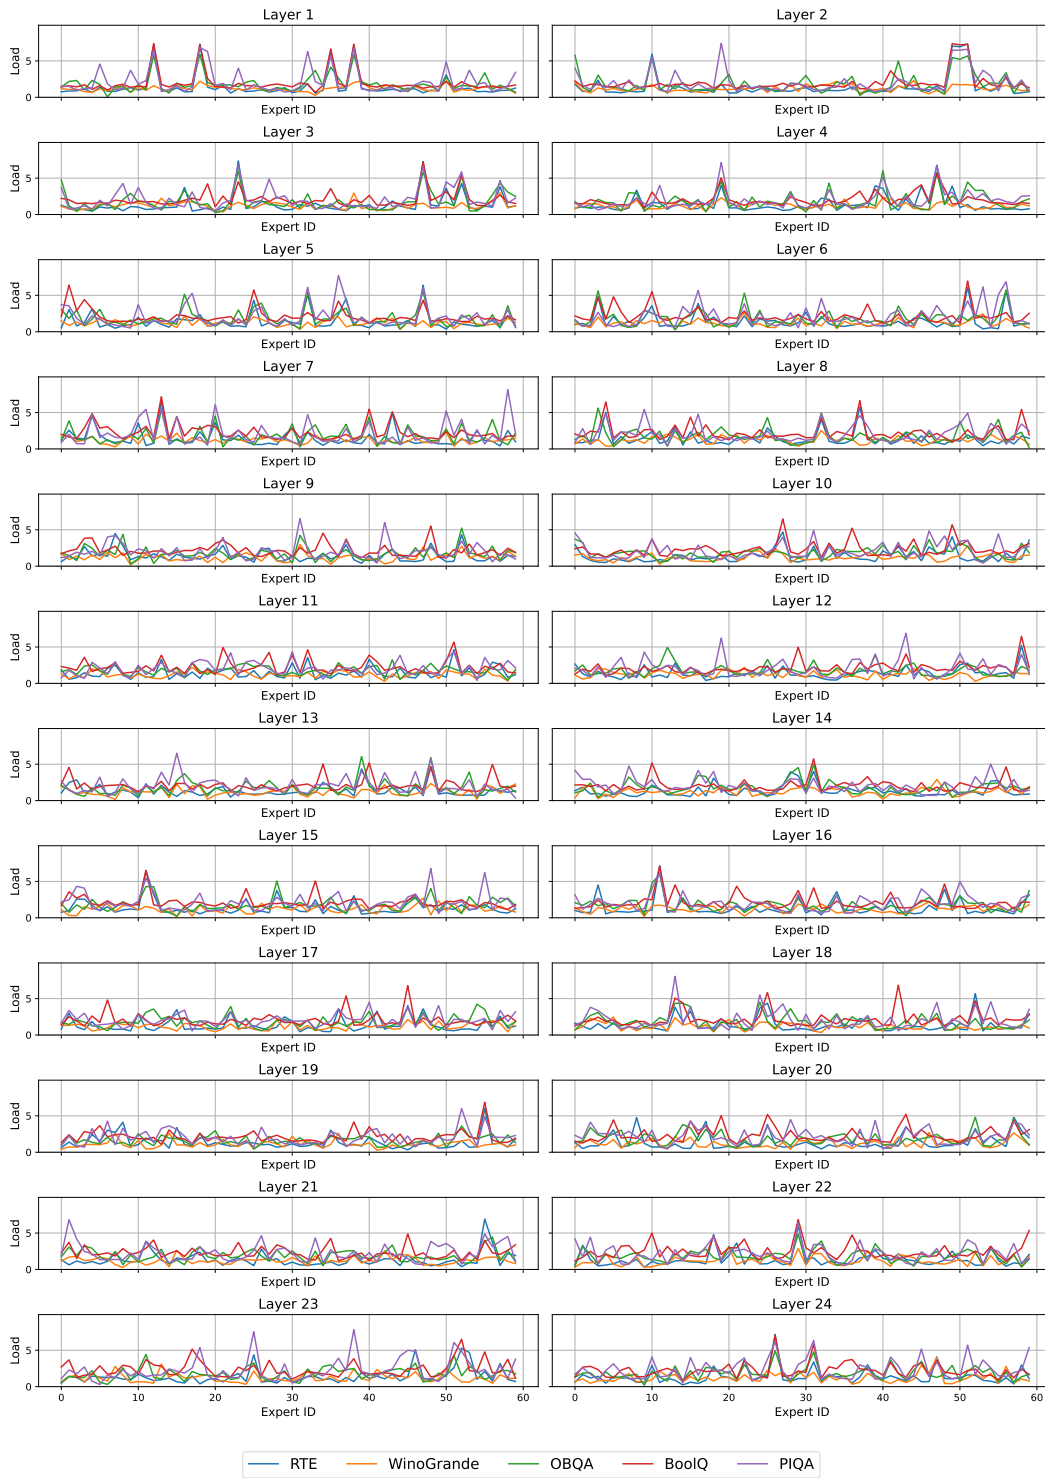 Layer 1 Layer 2
Load 5 0
Expert ID Expert ID
Layer 3 Layer 4
Load 5 0
Expert ID Expert ID
Layer 5 Layer 6
Load 5 0
Expert ID Expert ID
Layer 7 Layer 8
Load 5 0
Expert ID Expert ID
Layer 9 Layer 10
Load 5 0
Expert ID Expert ID
Layer 11 Layer 12
Load 5 0
Expert ID Expert ID
Layer 13 Layer 14
Load 5 0
Expert ID Expert ID
Layer 15 Layer 16
Load 5 0
Expert ID Expert ID
Layer 17 Layer 18
Load 5 0
Expert ID Expert ID
Layer 19 Layer 20
Load 5 0
Expert ID Expert ID
Layer 21 Layer 22
Load 5 0
Expert ID Expert ID
Layer 23 Layer 24
Load 5 0
0 10 20 30 40 50 60 0 10 20 30 40 50 60
Expert ID Expert ID
RTE WinoGrande OBQA BoolQ PIQA